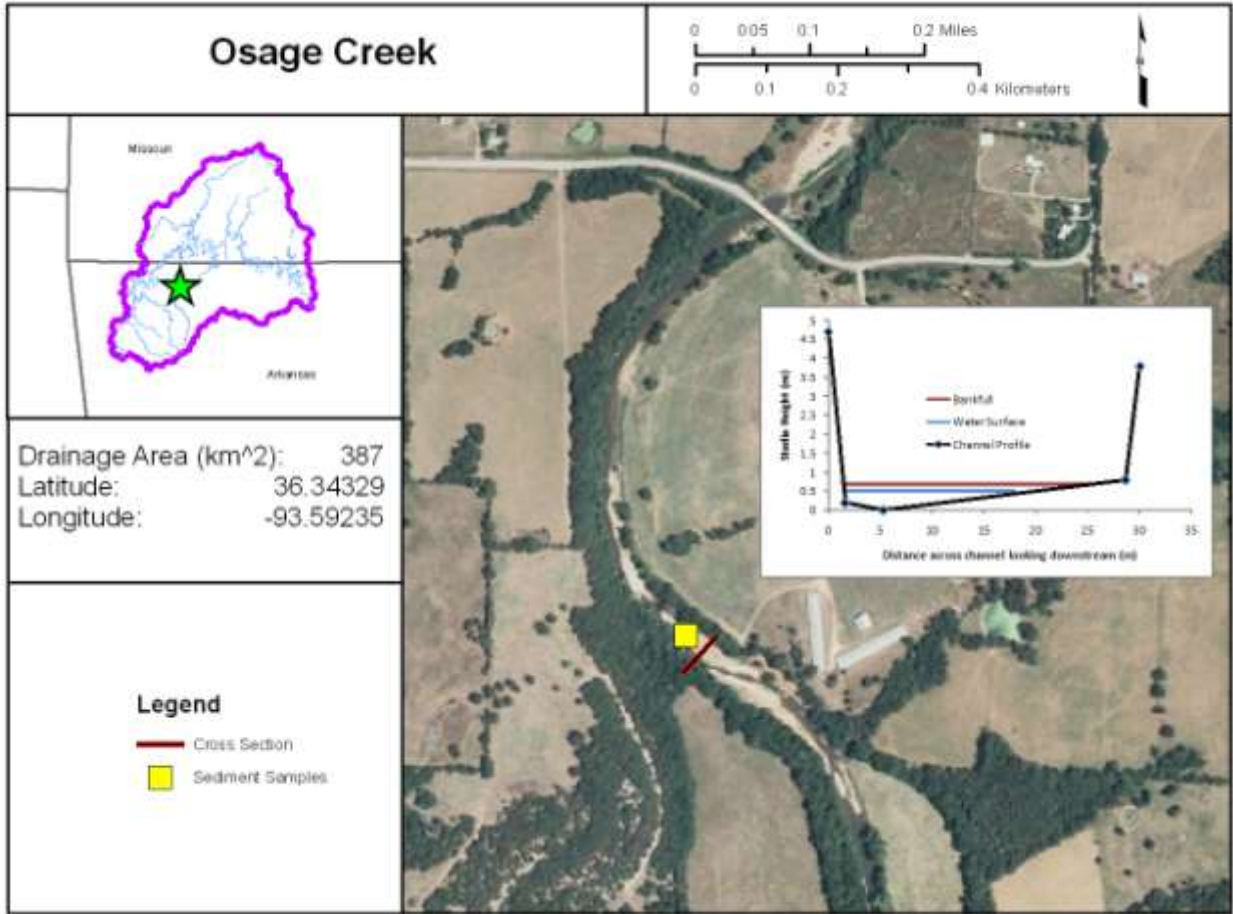 Osage Creek
0 0.05 0.1 0.2 Miles
0 0.1 0.2 0.4 Kilometers
N
Missouri
Arkansas
Drainage Area (km^2): 387
Latitude: 36.34329
Longitude: -93.59235
Legend
Cross Section
Sediment Samples
Stadia Height (m)
5
4.5
4
3.5
3
2.5
2
1.5
1
0.5
0
Bankfull
Water Surface
Channel Profile
0 5 10 15 20 25 30 35
Distance across channel looking downstream (m)